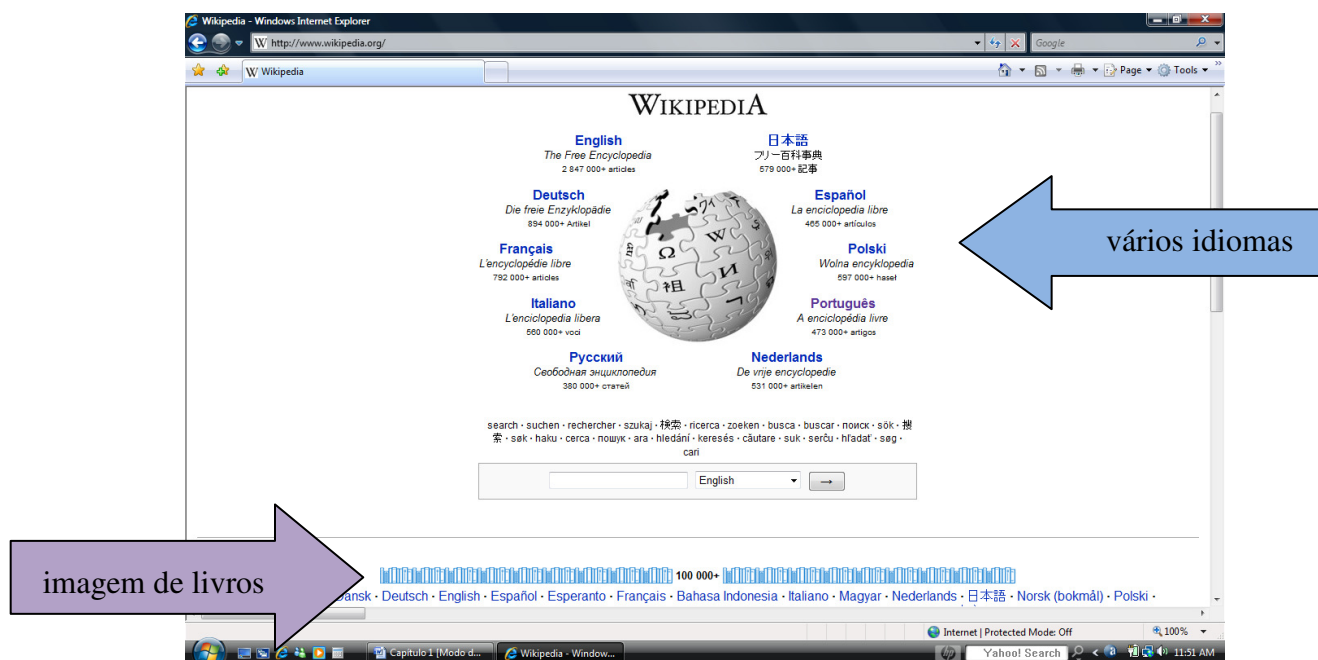 Wikipedia - Windows Internet Explorer
http://www.wikipedia.org/
Google
Wikipedia
Page
Tools
WIKIPEDIA
English
The Free Encyclopedia
2 847 000+ articles
日本語
フリー百科事典
579 000+ 記事
Deutsch
Die freie Enzyklopädie
894 000+ Artikel
Español
La enciclopedia libre
465 000+ artículos
Français
L'encyclopédie libre
792 000+ articles
Polski
Wolna encyklopedia
597 000+ haseł
Italiano
L'enciclopedia libera
560 000+ voci
Português
A enciclopédia livre
473 000+ artigos
Русский
Свободная энциклопедия
380 000+ статей
Nederlands
De vrije encyclopedie
531 000+ artikelen
vários idiomas
search · suchen · rechercher · szukaj · 検索 · ricerca · zoeken · busca · buscar · поиск · sök · 搜
索 · søk · haku · cerca · пошук · ara · hledání · keresés · căutare · suk · serĉu · hľadať · søg ·
cari
English
→
imagem de livros
100 000+
Dansk · Deutsch · English · Español · Esperanto · Français · Bahasa Indonesia · Italiano · Magyar · Nederlands · 日本語 · Norsk (bokmål) · Polski ·
Internet | Protected Mode: Off
100%
Capitulo 1 [Modo d...
Wikipedia - Window...
Yahoo! Search
11:51 AM